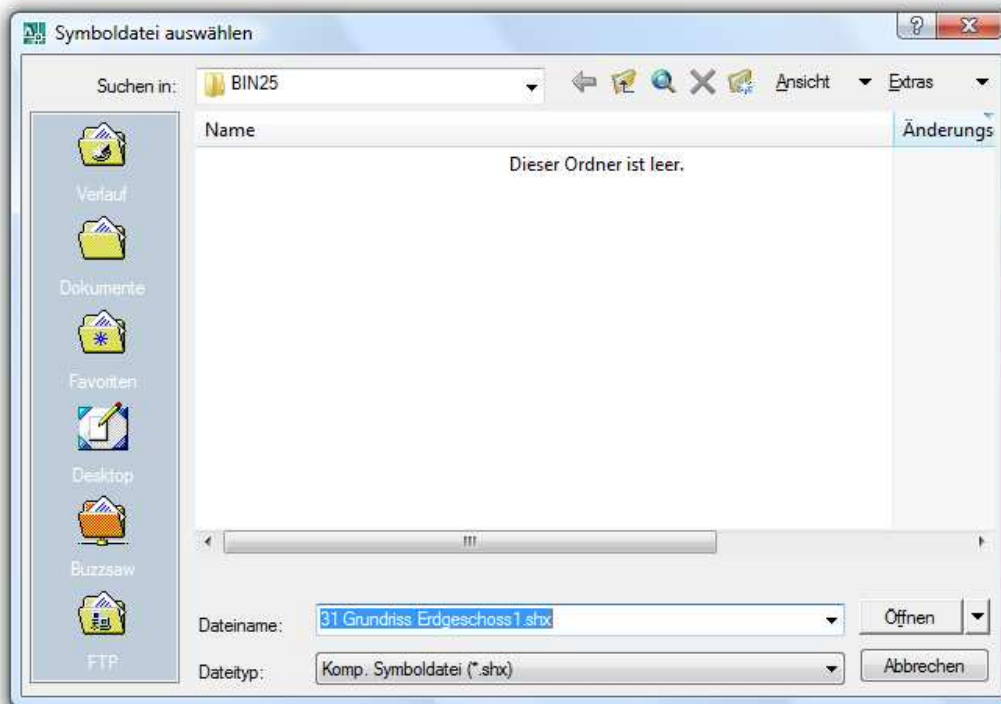 Symboldatei auswählen
Suchen in:
BIN25
Ansicht
Extras
Name
Änderungs
Dieser Ordner ist leer.
Verlauf
Dokumente
Favoriten
Desktop
Buzzsaw
FTP
Dateiname:
31 Grundriss Erdgeschoss1.shx
Öffnen
Dateityp:
Komp. Symboldatei (*.shx)
Abbrechen